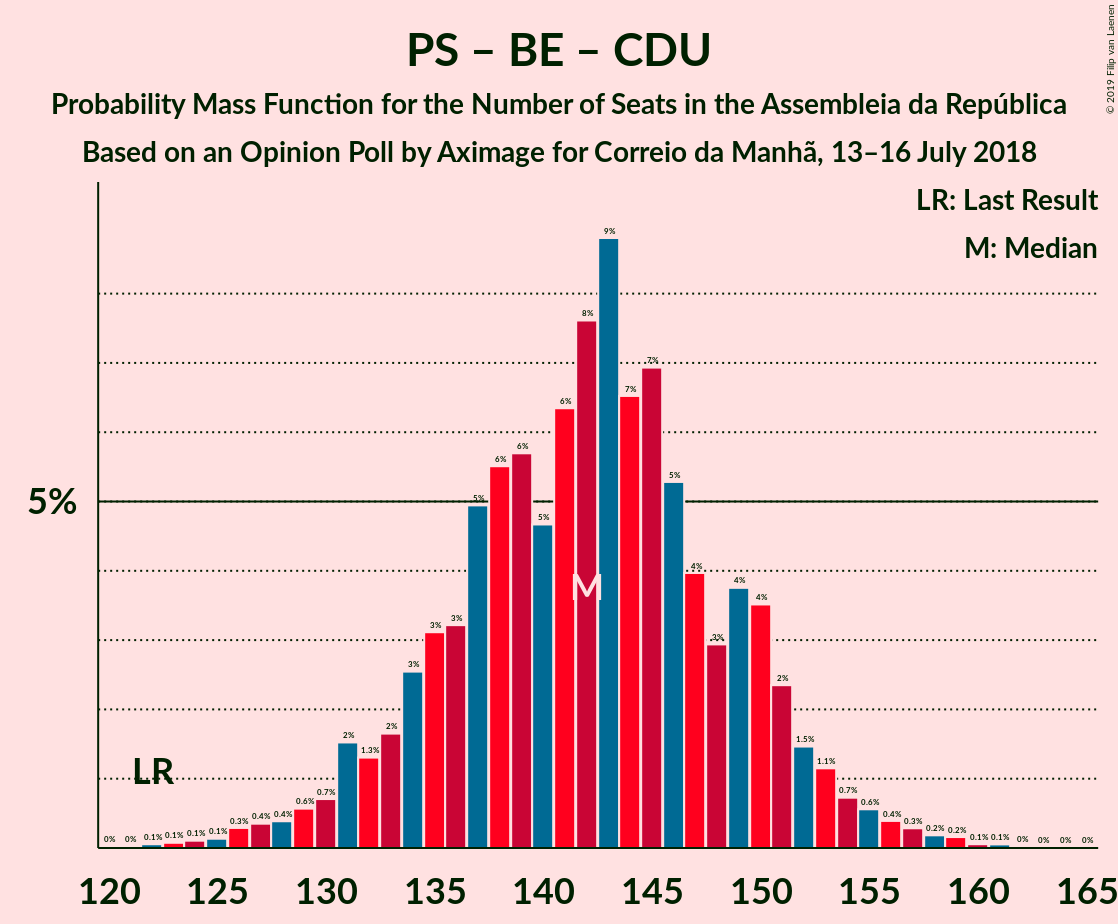 PS – BE – CDU
Probability Mass Function for the Number of Seats in the Assembleia da República
Based on an Opinion Poll by Aximage for Correio da Manhã, 13–16 July 2018
© 2019 Filip van Laenen
LR: Last Result
M: Median
5%
LR
M
0% 0% 0.1% 0.1% 0.1% 0.1% 0.3% 0.4% 0.4% 0.6% 0.7% 2% 1.3% 2% 3% 3% 3% 5% 6% 6% 5% 6% 8% 9% 7% 7% 5% 4% 3% 4% 4% 2% 1.5% 1.1% 0.7% 0.6% 0.4% 0.3% 0.2% 0.2% 0.1% 0.1% 0% 0% 0% 0%
120 125 130 135 140 145 150 155 160 165